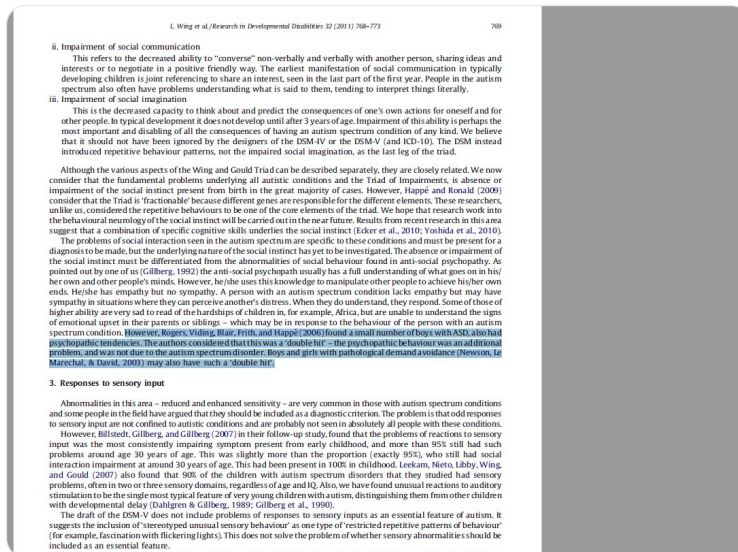 L. Wing et al./Research in Developmental Disabilities 32 (2011) 768–773 769
ii. Impairment of social communication
This refers to the decreased ability to "converse" non-verbally and verbally with another person, sharing ideas and
interests or to negotiate in a positive friendly way. The earliest manifestation of social communication in typically
developing children is joint referencing to share an interest, seen in the last part of the first year. People in the autism
spectrum also often have problems understanding what is said to them, tending to interpret things literally.
iii. Impairment of social imagination
This is the decreased capacity to think about and predict the consequences of one's own actions for oneself and for
other people. In typical development it does not develop until after 3 years of age. Impairment of this ability is perhaps the
most important and disabling of all the consequences of having an autism spectrum condition of any kind. We believe
that it should not have been ignored by the designers of the DSM-IV or the DSM-V (and ICD-10). The DSM instead
introduced repetitive behaviour patterns, not the impaired social imagination, as the last leg of the triad.
Although the various aspects of the Wing and Gould Triad can be described separately, they are closely related. We now
consider that the fundamental problems underlying all autistic conditions and the Triad of Impairments, is absence or
impairment of the social instinct present from birth in the great majority of cases. However, Happé and Ronald (2009)
consider that the Triad is 'fractionable' because different genes are responsible for the different elements. These researchers,
unlike us, considered the repetitive behaviours to be one of the core elements of the triad. We hope that research work into
the behavioural neurology of the social instinct will be carried out in the near future. Results from recent research in this area
suggest that a combination of specific cognitive skills underlies the social instinct (Ecker et al., 2010; Yoshida et al., 2010).
The problems of social interaction seen in the autism spectrum are specific to these conditions and must be present for a
diagnosis to be made, but the underlying nature of the social instinct has yet to be investigated. The absence or impairment of
the social instinct must be differentiated from the abnormalities of social behaviour found in anti-social psychopathy. As
pointed out by one of us (Gillberg, 1992) the anti-social psychopath usually has a full understanding of what goes on in his/
her own and other people's minds. However, he/she uses this knowledge to manipulate other people to achieve his/her own
ends. He/she has empathy but no sympathy. A person with an autism spectrum condition lacks empathy but may have
sympathy in situations where they can perceive another's distress. When they do understand, they respond. Some of those of
higher ability are very sad to read of the hardships of children in, for example, Africa, but are unable to understand the signs
of emotional upset in their parents or siblings – which may be in response to the behaviour of the person with an autism
spectrum condition. However, Rogers, Viding, Blair, Frith, and Happé (2006) found a small number of boys with ASD, also had
psychopathic tendencies. The authors considered that this was a 'double hit' – the psychopathic behaviour was an additional
problem, and was not due to the autism spectrum disorder. Boys and girls with pathological demand avoidance (Newson, Le
Marechal, & David, 2003) may also have such a 'double hit'.
3. Responses to sensory input
Abnormalities in this area – reduced and enhanced sensitivity – are very common in those with autism spectrum conditions
and some people in the field have argued that they should be included as a diagnostic criterion. The problem is that odd responses
to sensory input are not confined to autistic conditions and are probably not seen in absolutely all people with these conditions.
However, Billstedt, Gillberg, and Gillberg (2007) in their follow-up study, found that the problems of reactions to sensory
input was the most consistently impairing symptom present from early childhood, and more than 95% still had such
problems around age 30 years of age. This was slightly more than the proportion (exactly 95%), who still had social
interaction impairment at around 30 years of age. This had been present in 100% in childhood. Leekam, Nieto, Libby, Wing,
and Gould (2007) also found that 90% of the children with autism spectrum disorders that they studied had sensory
problems, often in two or three sensory domains, regardless of age and IQ. Also, we have found unusual reactions to auditory
stimulation to be the single most typical feature of very young children with autism, distinguishing them from other children
with developmental delay (Dahlgren & Gillberg, 1989; Gillberg et al., 1990).
The draft of the DSM-V does not include problems of responses to sensory inputs as an essential feature of autism. It
suggests the inclusion of 'stereotyped unusual sensory behaviour' as one type of 'restricted repetitive patterns of behaviour'
(for example, fascination with flickering lights). This does not solve the problem of whether sensory abnormalities should be
included as an essential feature.